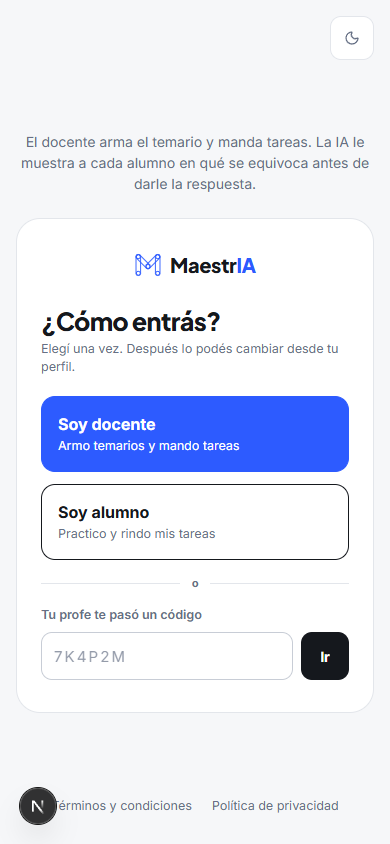 El docente arma el temario y manda tareas. La IA le
muestra a cada alumno en qué se equivoca antes de
darle la respuesta.
MaestrIA
¿Cómo entrás?
Elegí una vez. Después lo podés cambiar desde tu
perfil.
Soy docente
Armo temarios y mando tareas
Soy alumno
Practico y rindo mis tareas
o
Tu profe te pasó un código
7K4P2M
Ir
N
Términos y condiciones
Política de privacidad